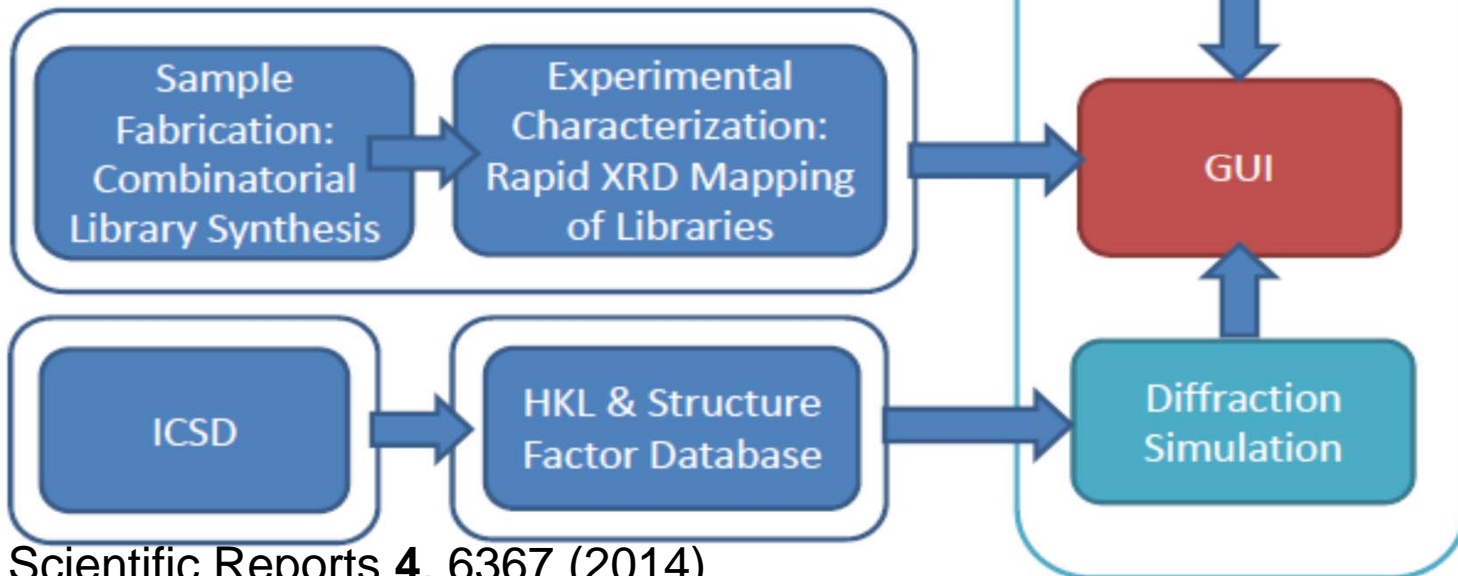 Sample
Fabrication:
Combinatorial
Library Synthesis
Experimental
Characterization:
Rapid XRD Mapping
of Libraries
GUI
ICSD
HKL & Structure
Factor Database
Diffraction
Simulation
Scientific Reports 4, 6367 (2014)